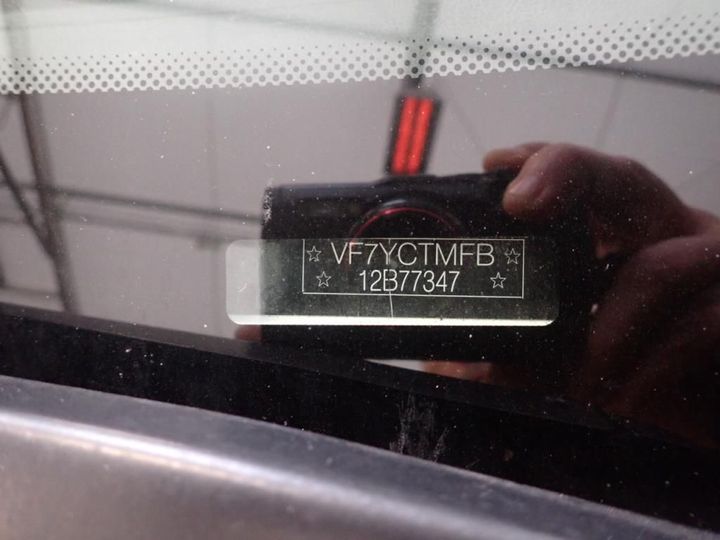 ☆ VF7YCTMFB ☆
☆ 12B77347 ☆